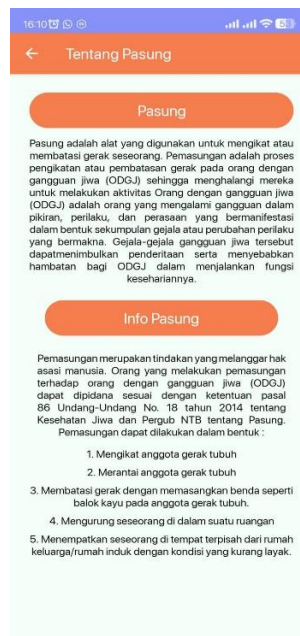 16:10
53
Tentang Pasung
Pasung
Pasung adalah alat yang digunakan untuk mengikat atau
membatasi gerak seseorang. Pemasungan adalah proses
pengikatan atau pembatasan gerak pada orang dengan
gangguan jiwa (ODGJ) sehingga menghalangi mereka
untuk melakukan aktivitas Orang dengan gangguan jiwa
(ODGJ) adalah orang yang mengalami gangguan dalam
pikiran, perilaku, dan perasaan yang bermanifestasi
dalam bentuk sekumpulan gejala atau perubahan perilaku
yang bermakna. Gejala-gejala gangguan jiwa tersebut
dapatmenimbulkan penderitaan serta menyebabkan
hambatan bagi ODGJ dalam menjalankan fungsi
kesehariannya.
Info Pasung
Pemasungan merupakan tindakan yang melanggar hak
asasi manusia. Orang yang melakukan pemasungan
terhadap orang dengan gangguan jiwa (ODGJ)
dapat dipidana sesuai dengan ketentuan pasal
86 Undang-Undang No. 18 tahun 2014 tentang
Kesehatan Jiwa dan Pergub NTB tentang Pasung.
Pemasungan dapat dilakukan dalam bentuk :
1. Mengikat anggota gerak tubuh
2. Merantai anggota gerak tubuh
3. Membatasi gerak dengan memasangkan benda seperti
balok kayu pada anggota gerak tubuh.
4. Mengurung seseorang di dalam suatu ruangan
5. Menempatkan seseorang di tempat terpisah dari rumah
keluarga/rumah induk dengan kondisi yang kurang layak.